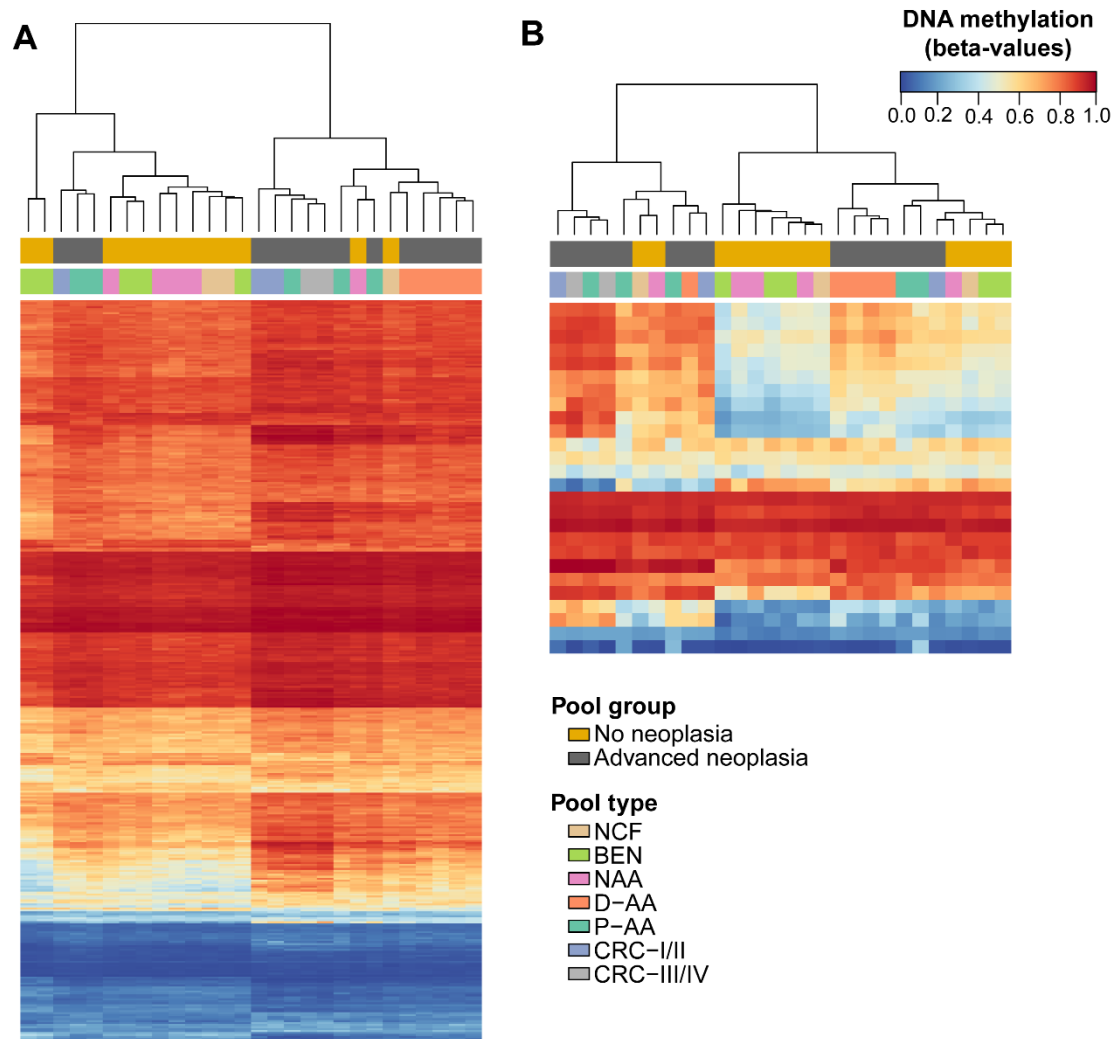 A
B
DNA methylation
(beta-values)
0.0 0.2 0.4 0.6 0.8 1.0
Pool group
No neoplasia
Advanced neoplasia
Pool type
NCF
BEN
NAA
D−AA
P−AA
CRC−I/II
CRC−III/IV